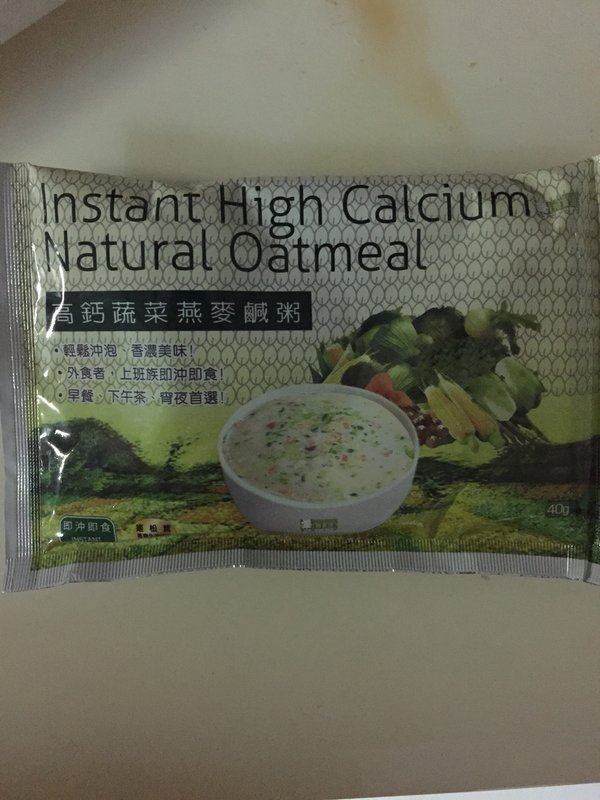 Instant High Calcium
Natural Oatmeal
高鈣蔬菜燕麥鹹粥
・輕鬆沖泡、香濃美味!
・外食者，上班族即沖即食!
・早餐、下午茶、宵夜首選!
40g
即沖即食
INSTANT